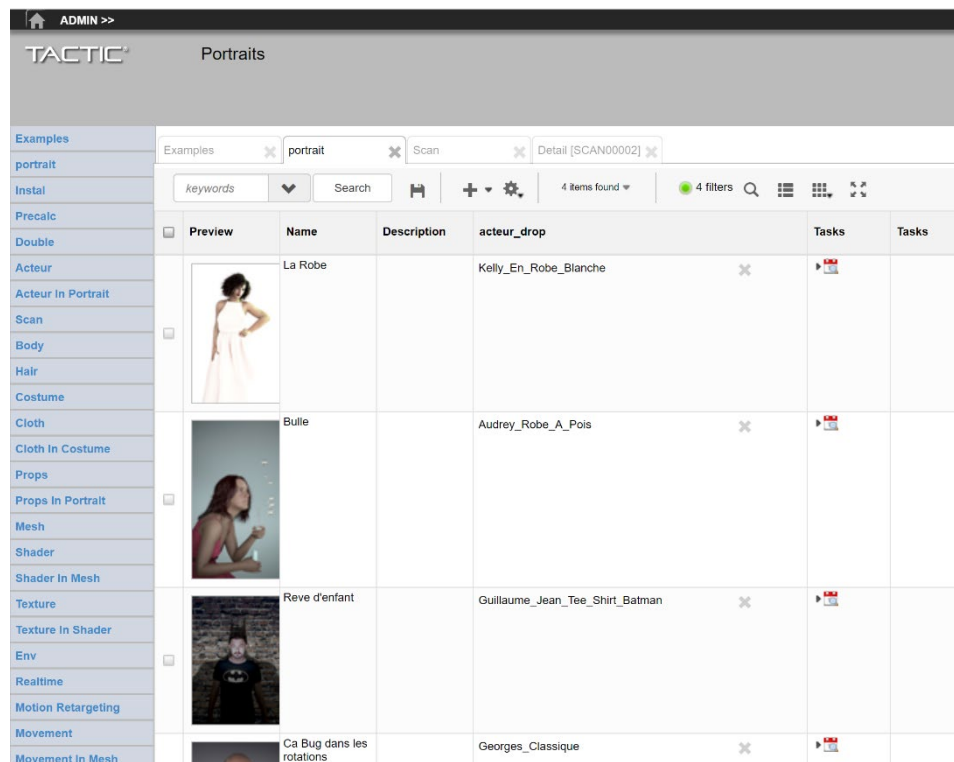 ADMIN >>
TACTIC
Portraits
Examples
portrait
Instal
Precalc
Double
Acteur
Acteur In Portrait
Scan
Body
Hair
Costume
Cloth
Cloth In Costume
Props
Props In Portrait
Mesh
Shader
Shader In Mesh
Texture
Texture In Shader
Env
Realtime
Motion Retargeting
Movement
Movement In Mesh
Examples portrait Scan Detail [SCAN00002]
keywords Search 4 items found 4 filters
Preview Name Description acteur_drop Tasks Tasks
La Robe Kelly_En_Robe_Blanche
Bulle Audrey_Robe_A_Pois
Reve d'enfant Guillaume_Jean_Tee_Shirt_Batman
Ca Bug dans les Georges_Classique
rotations